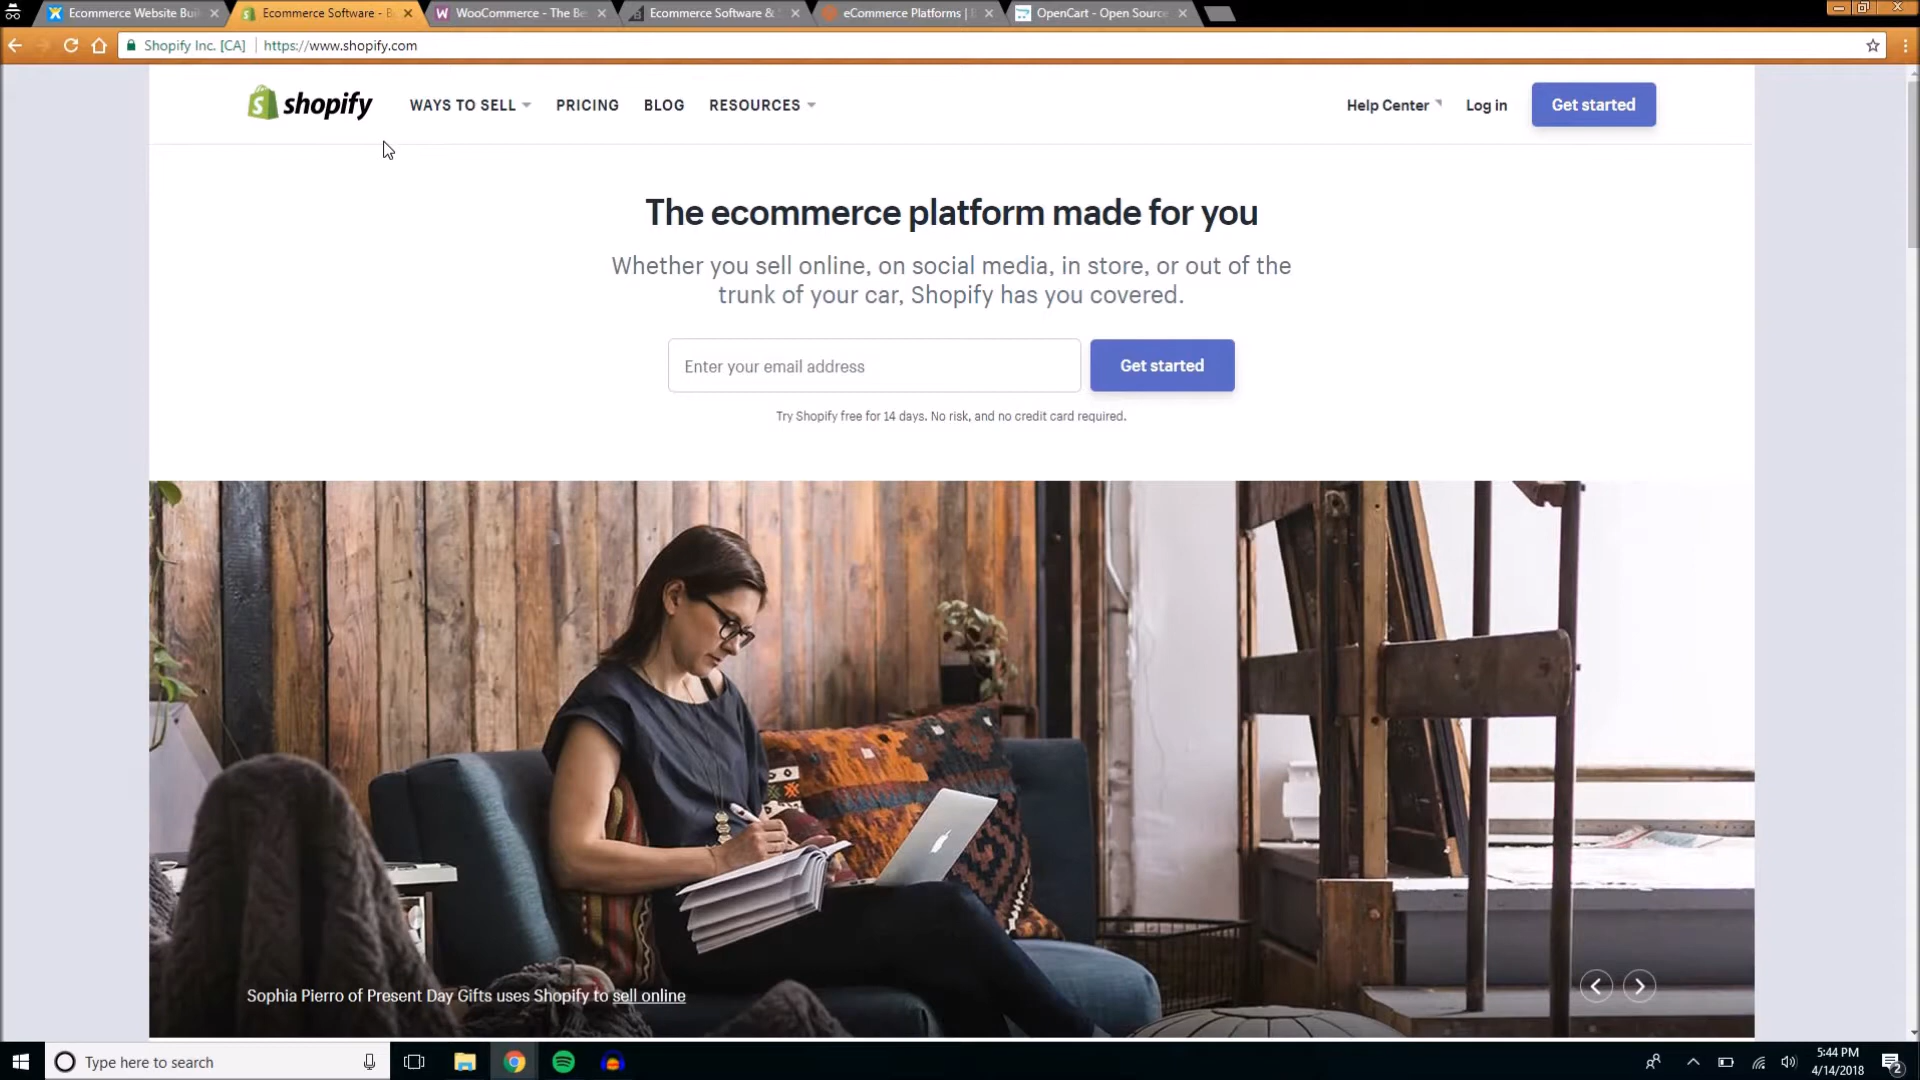 Ecommerce Website Bui
Ecommerce Software - B
WooCommerce - The Be
Ecommerce Software &
eCommerce Platforms |
OpenCart - Open Source
Shopify Inc. [CA]
https://www.shopify.com
shopify
WAYS TO SELL
PRICING
BLOG
RESOURCES
Help Center
Log in
Get started
The ecommerce platform made for you
Whether you sell online, on social media, in store, or out of the
trunk of your car, Shopify has you covered.
Enter your email address
Get started
Try Shopify free for 14 days. No risk, and no credit card required.
Sophia Pierro of Present Day Gifts uses Shopify to sell online
Type here to search
5:44 PM
4/14/2018
2